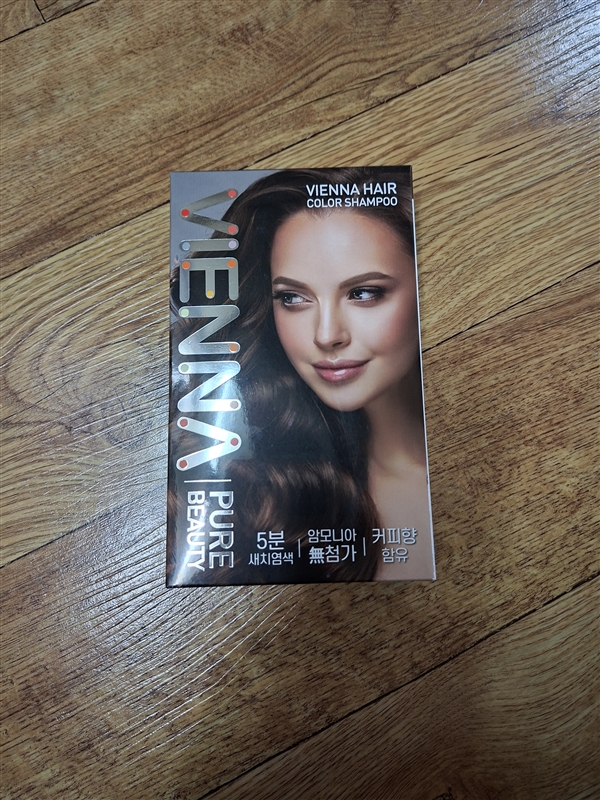 VIENNA HAIR
COLOR SHAMPOO
VIENNA
PURE
BEAUTY
5분
새치염색
암모니아
無첨가
커피향
함유